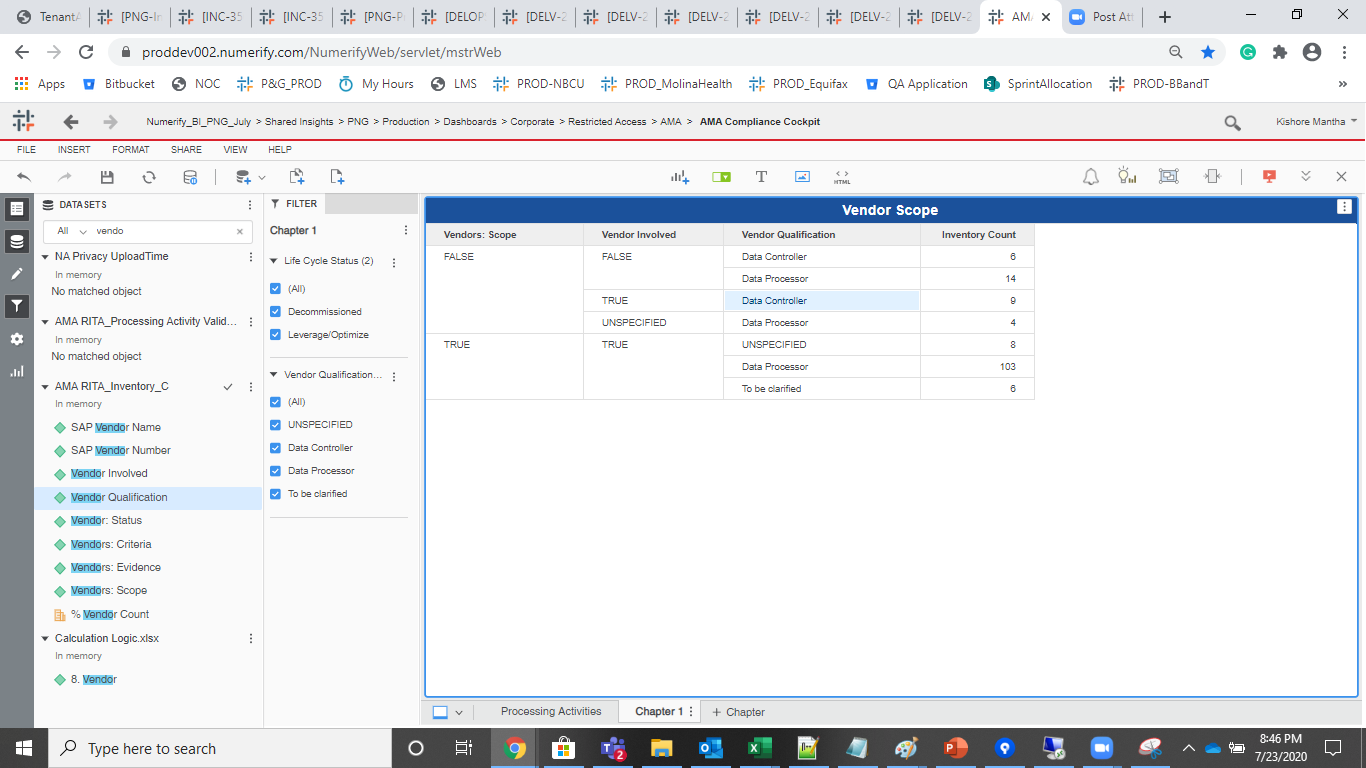 TenantA
[PNG-In
[INC-35
[INC-35
[PNG-P
[DELOP
[DELV-2
[DELV-2
[DELV-2
[DELV-2
[DELV-2
[DELV-2
AMA
Post Att
proddev002.numerify.com/NumerifyWeb/servlet/mstrWeb
Apps
Bitbucket
NOC
P&G_PROD
My Hours
LMS
PROD-NBCU
PROD_MolinaHealth
PROD_Equifax
QA Application
SprintAllocation
PROD-BBandT
»
Numerify_BI_PNG_July > Shared Insights > PNG > Production > Dashboards > Corporate > Restricted Access > AMA > AMA Compliance Cockpit
Kishore Mantha
FILE INSERT FORMAT SHARE VIEW HELP
T
HTML
DATASETS
All vendo
NA Privacy UploadTime
In memory
No matched object
AMA RITA_Processing Activity Valid...
In memory
No matched object
AMA RITA_Inventory_C
In memory
SAP Vendor Name
SAP Vendor Number
Vendor Involved
Vendor Qualification
Vendor: Status
Vendors: Criteria
Vendors: Evidence
Vendors: Scope
% Vendor Count
Calculation Logic.xlsx
In memory
8. Vendor
FILTER
Chapter 1
Life Cycle Status (2)
(All)
Decommissioned
Leverage/Optimize
Vendor Qualification...
(All)
UNSPECIFIED
Data Controller
Data Processor
To be clarified
Vendor Scope
Vendors: Scope Vendor Involved Vendor Qualification Inventory Count
FALSE FALSE Data Controller 6
Data Processor 14
TRUE Data Controller 9
UNSPECIFIED Data Processor 4
TRUE TRUE UNSPECIFIED 8
Data Processor 103
To be clarified 6
Processing Activities
Chapter 1
+ Chapter
Type here to search
8:46 PM
7/23/2020